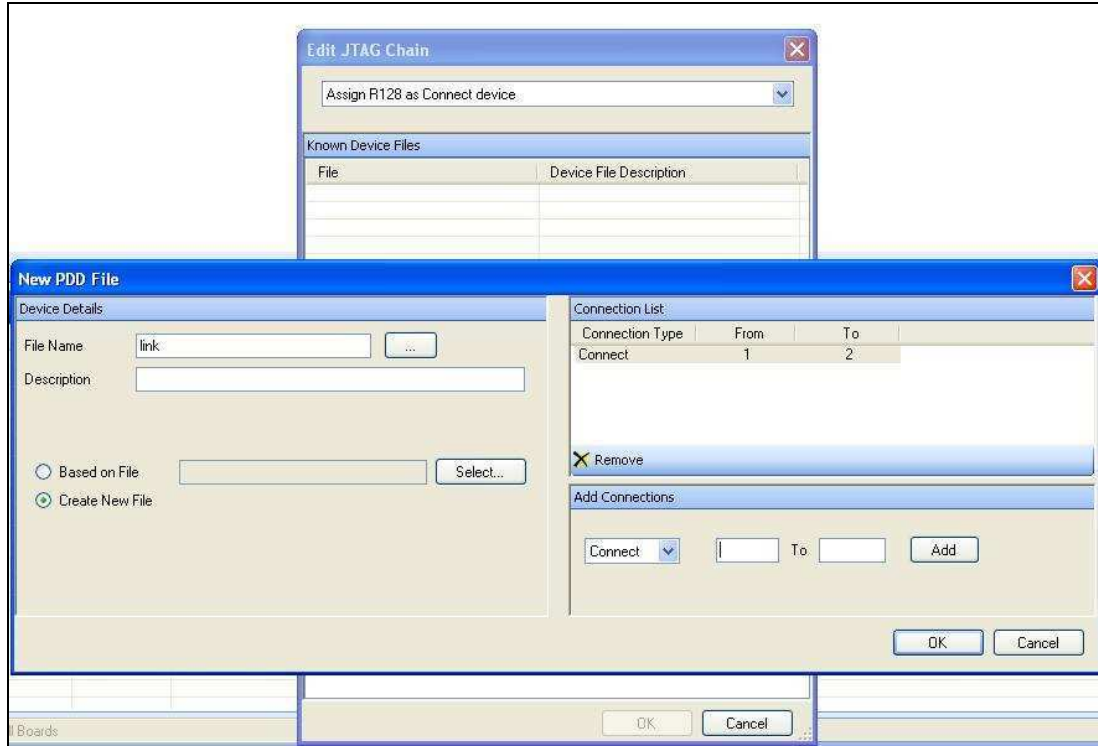 Edit JTAG Chain
Assign R128 as Connect device
Known Device Files
File Device File Description
New PDD File
Device Details
File Name link ...
Description
Based on File Select...
Create New File
Connection List
Connection Type From To
Connect 1 2
Remove
Add Connections
Connect To Add
OK Cancel
Boards
OK Cancel